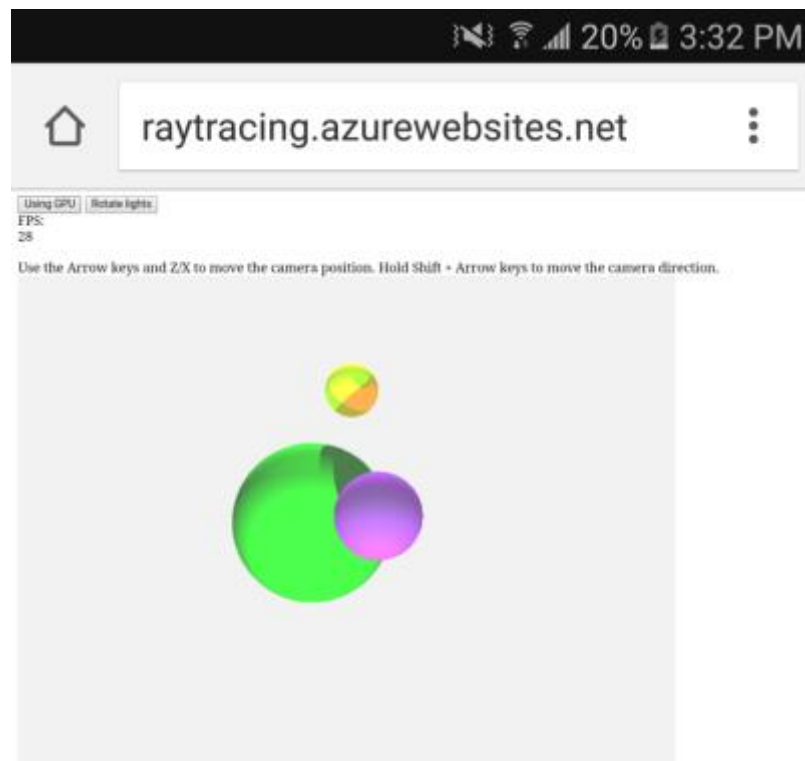 20% 3:32 PM
raytracing.azurewebsites.net
Using GPU Rotate lights
FPS:
28
Use the Arrow keys and Z/X to move the camera position. Hold Shift + Arrow keys to move the camera direction.